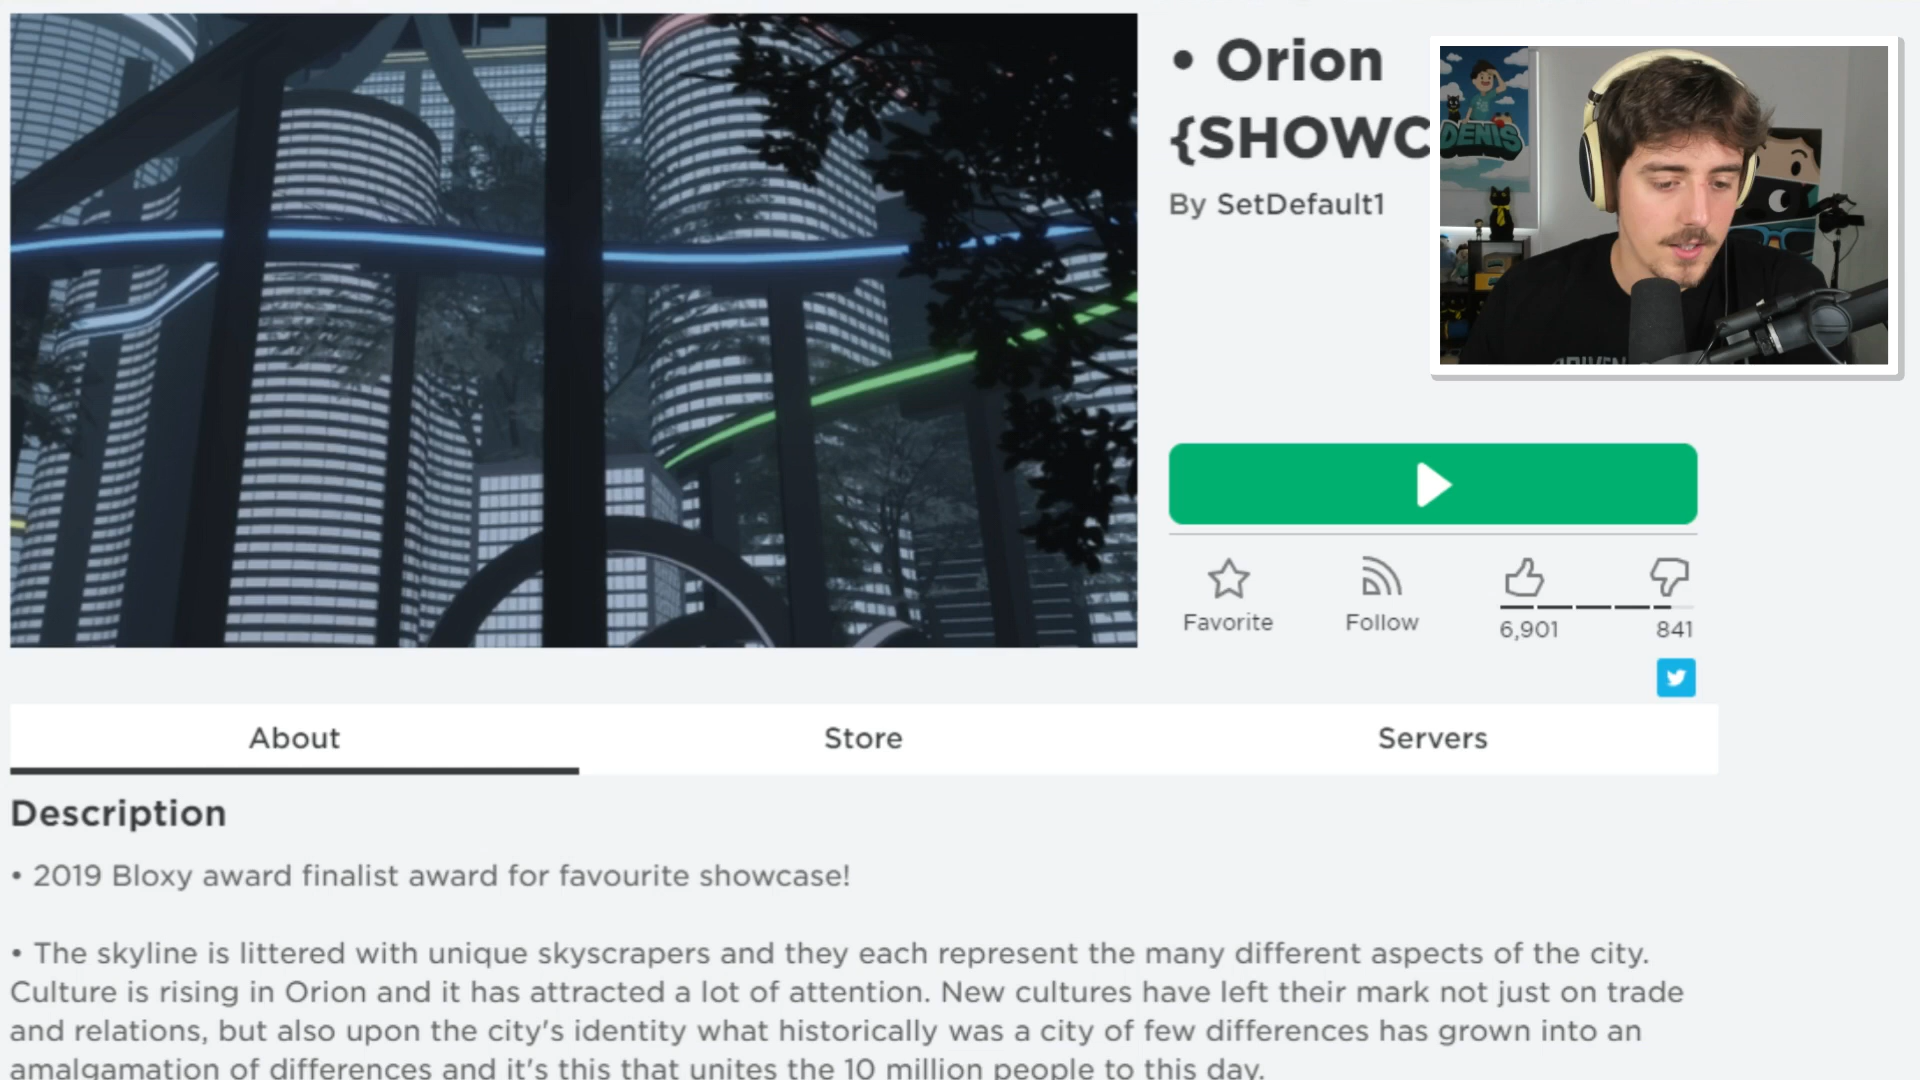 • Orion
{SHOWC
By SetDefault1
DENIS
Favorite
Follow
6,901
841
About
Store
Servers
Description
• 2019 Bloxy award finalist award for favourite showcase!
• The skyline is littered with unique skyscrapers and they each represent the many different aspects of the city.
Culture is rising in Orion and it has attracted a lot of attention. New cultures have left their mark not just on trade
and relations, but also upon the city's identity what historically was a city of few differences has grown into an
amalgamation of differences and it's this that unites the 10 million people to this day.